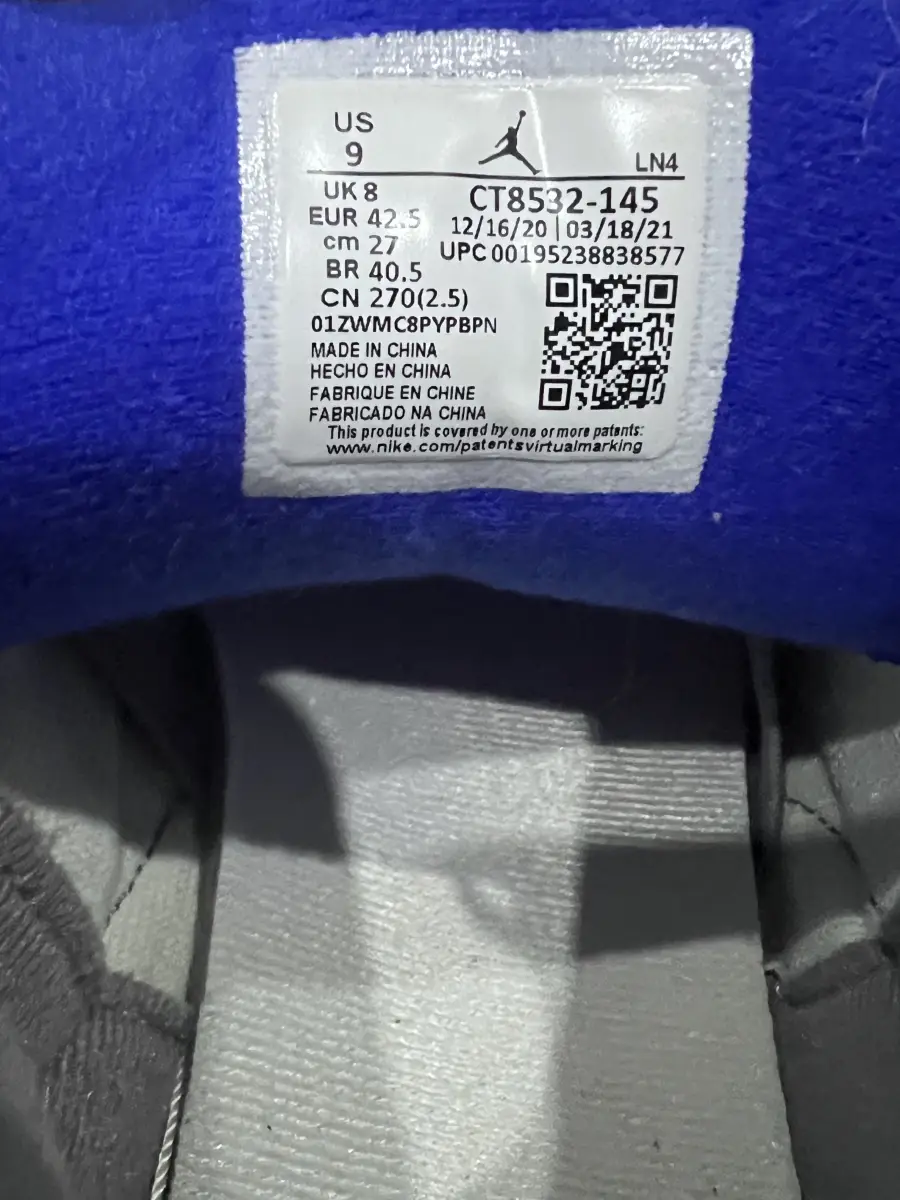 US
9
LN4
UK 8
CT8532-145
EUR 42.5
12/16/20 | 03/18/21
cm 27
UPC 00195238838577
BR 40.5
CN 270(2.5)
01ZWMC8PYPBPN
MADE IN CHINA
HECHO EN CHINA
FABRIQUE EN CHINE
FABRICADO NA CHINA
This product is covered by one or more patents:
www.nike.com/patentsvirtualmarking